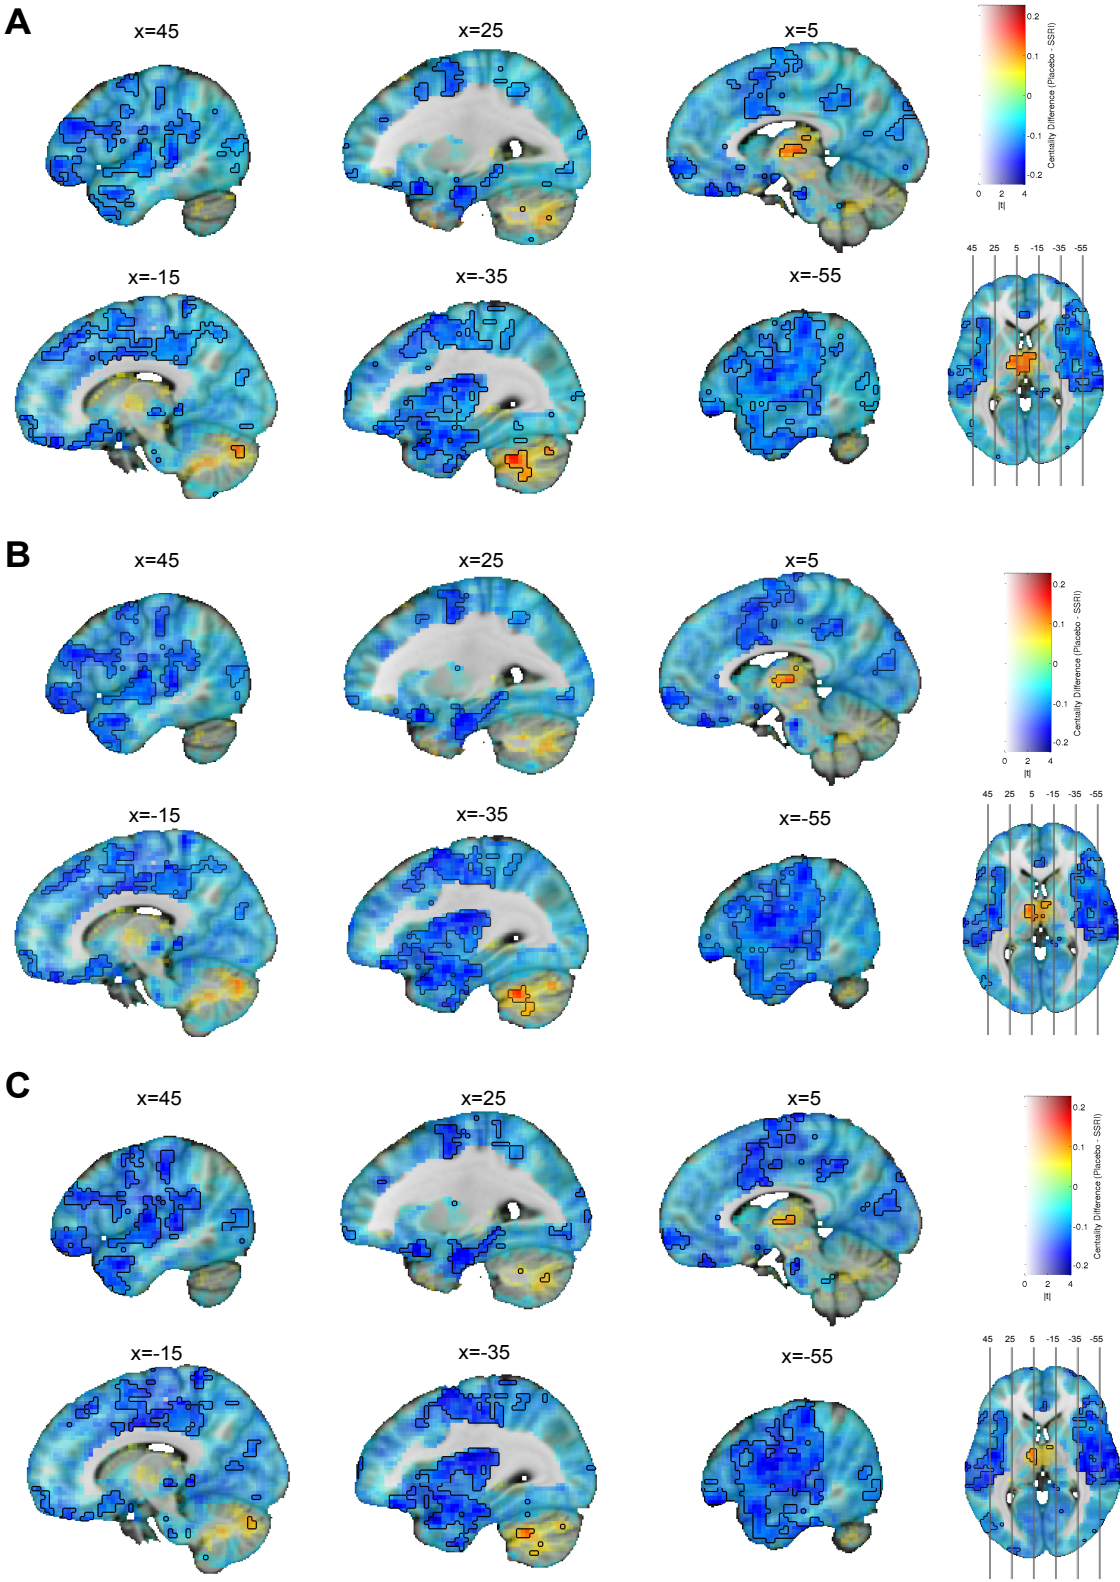 A
x=45
x=25
x=5
0.2
0.1
0
-0.1
-0.2
Centrality Difference (Placebo - SSRI)
0 2 4
|t|
x=-15
x=-35
x=-55
45 25 5 -15 -35 -55
B
x=45
x=25
x=5
0.2
0.1
0
-0.1
-0.2
Centrality Difference (Placebo - SSRI)
0 2 4
|t|
x=-15
x=-35
x=-55
45 25 5 -15 -35 -55
C
x=45
x=25
x=5
0.2
0.1
0
-0.1
-0.2
Centrality Difference (Placebo - SSRI)
0 2 4
|t|
x=-15
x=-35
x=-55
45 25 5 -15 -35 -55